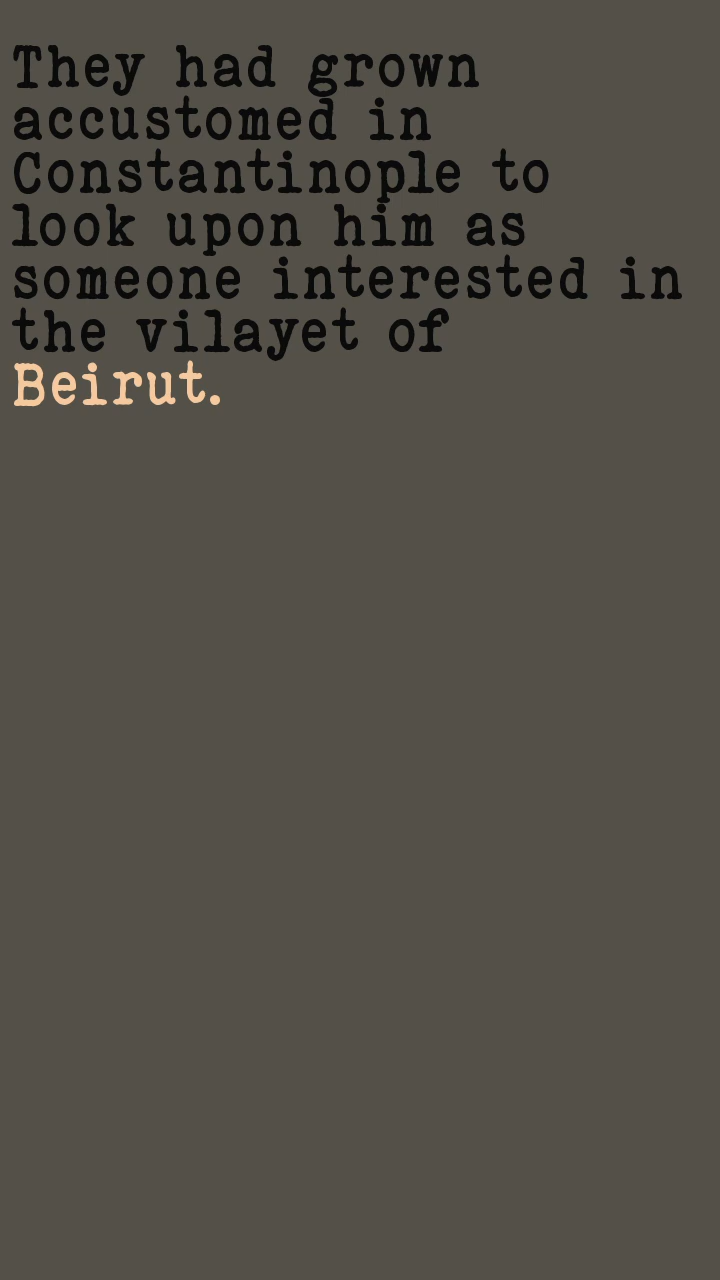 They had grown
accustomed in
Constantinople to
look upon him as
someone interested in
the vilayet of
Beirut.